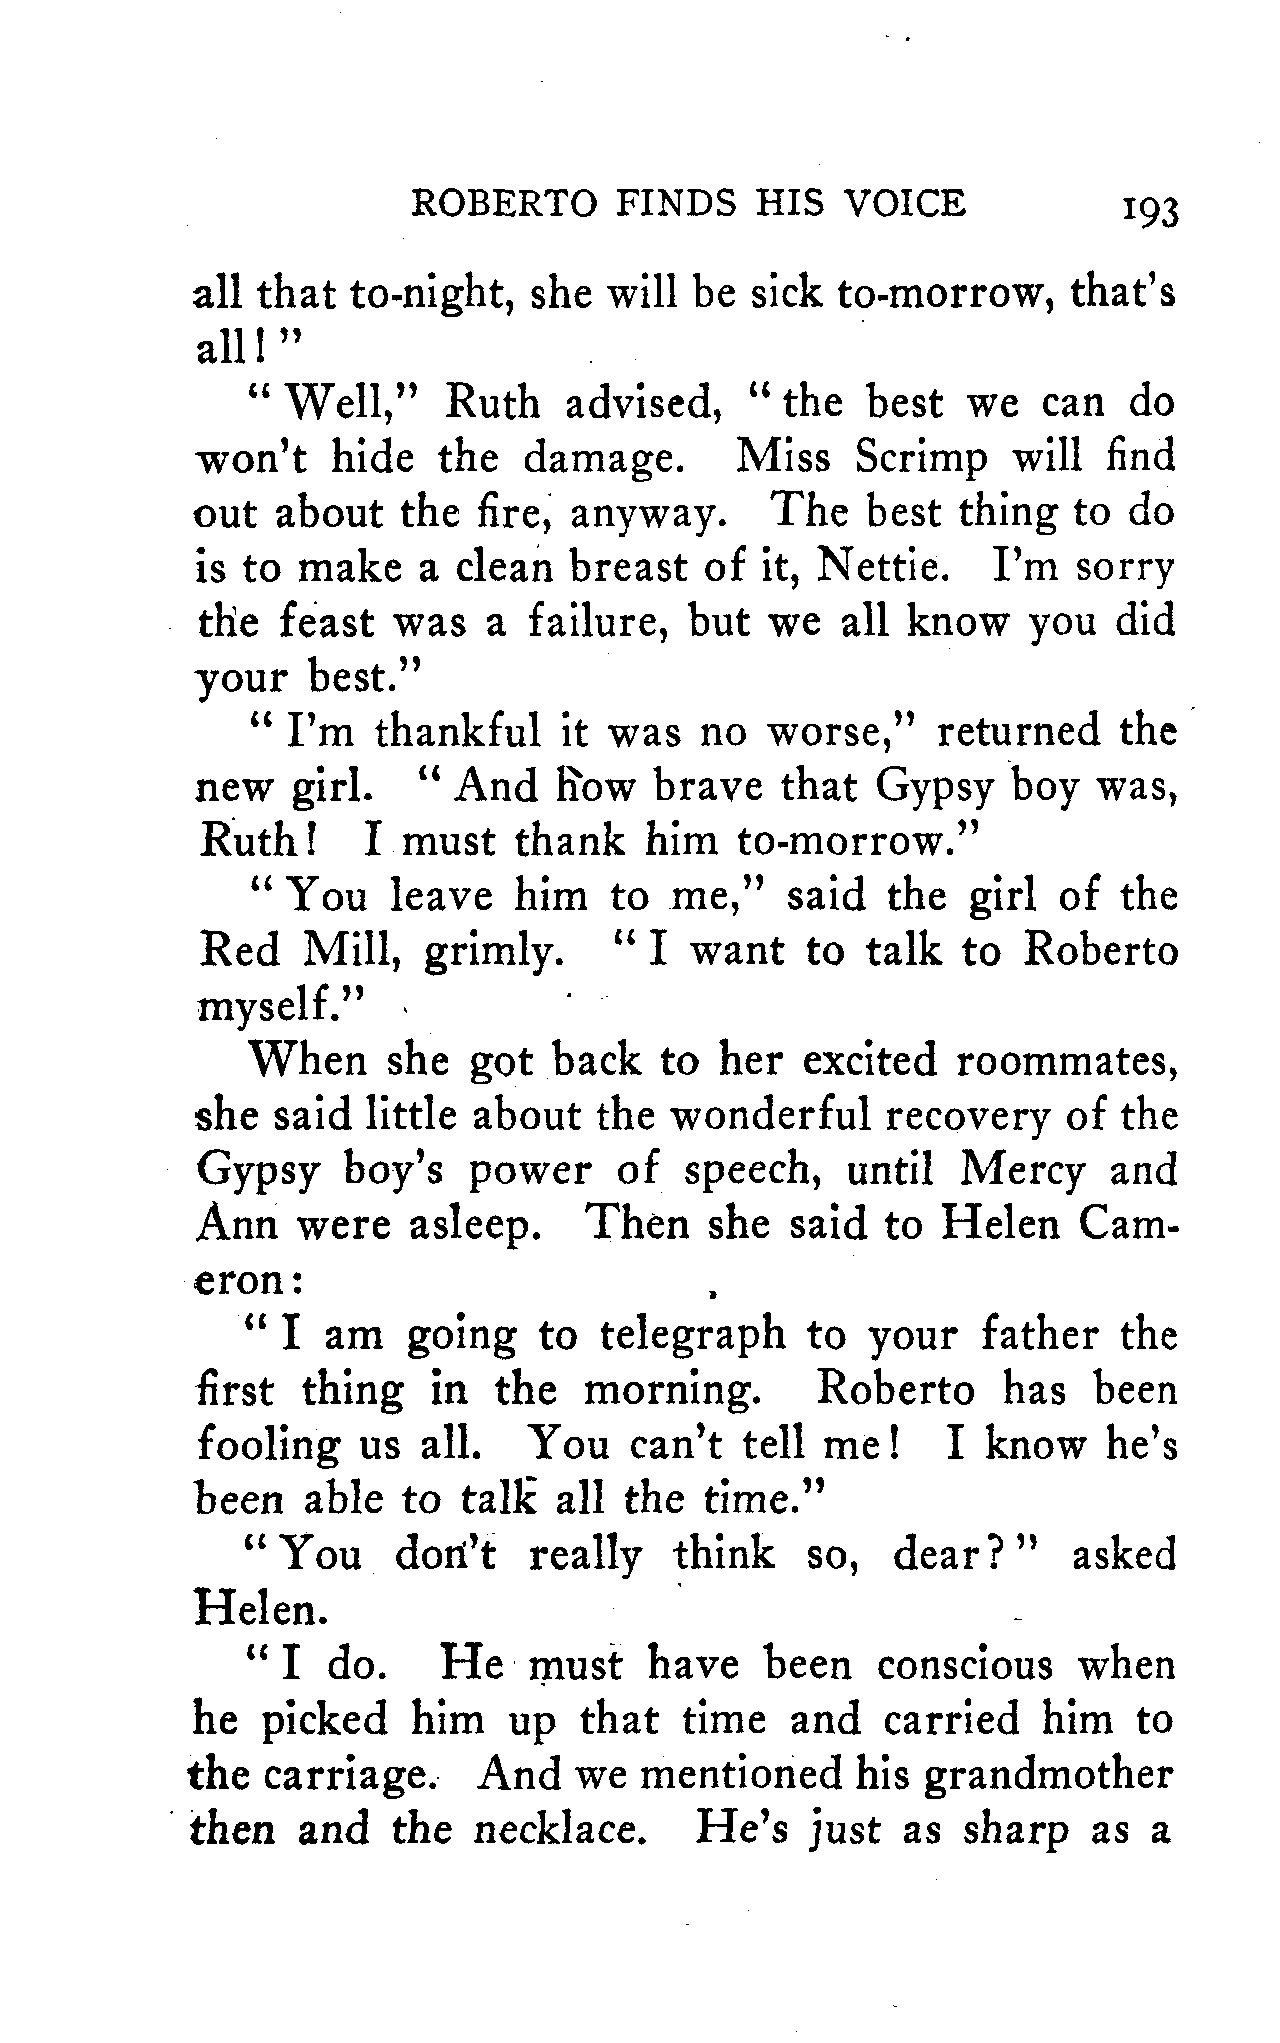 ROBERTO FINDS HIS VOICE 193
all that to-night, she will be sick to-morrow, that's
all!"
"Well," Ruth advised, "the best we can do
won't hide the damage. Miss Scrimp will find
out about the fire, anyway. The best thing to do
is to make a clean breast of it, Nettie. I'm sorry
the feast was a failure, but we all know you did
your best."
"I'm thankful it was no worse," returned the
new girl. "And how brave that Gypsy boy was,
Ruth! I must thank him to-morrow."
"You leave him to me," said the girl of the
Red Mill, grimly. "I want to talk to Roberto
myself."
When she got back to her excited roommates,
she said little about the wonderful recovery of the
Gypsy boy's power of speech, until Mercy and
Ann were asleep. Then she said to Helen Cam-
eron:
"I am going to telegraph to your father the
first thing in the morning. Roberto has been
fooling us all. You can't tell me! I know he's
been able to talk all the time."
"You don't really think so, dear?" asked
Helen.
"I do. He must have been conscious when
he picked him up that time and carried him to
the carriage. And we mentioned his grandmother
then and the necklace. He's just as sharp as a